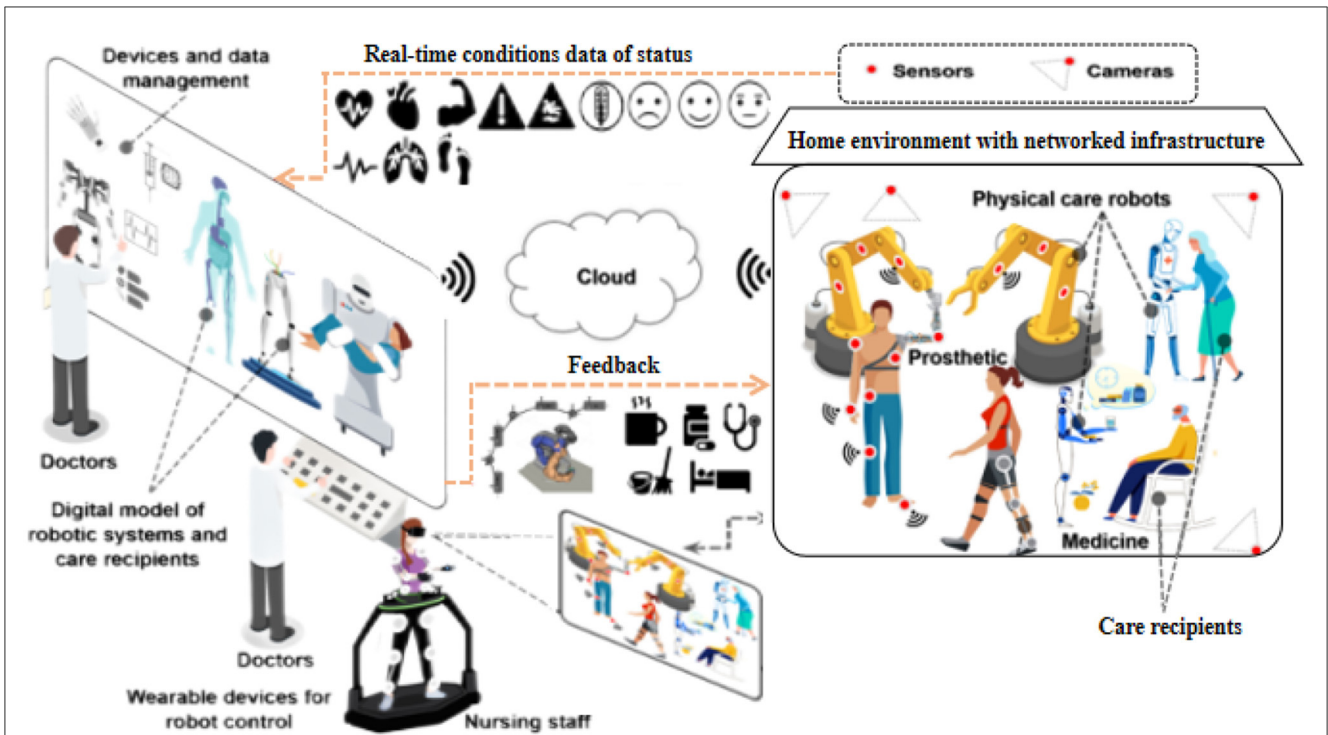 Devices and data
management
Real-time conditions data of status
Sensors
Cameras
Home environment with networked infrastructure
Physical care robots
Cloud
Prosthetic
Feedback
Doctors
Digital model of
robotic systems and
care recipients
Medicine
Care recipients
Doctors
Wearable devices for
robot control
Nursing staff